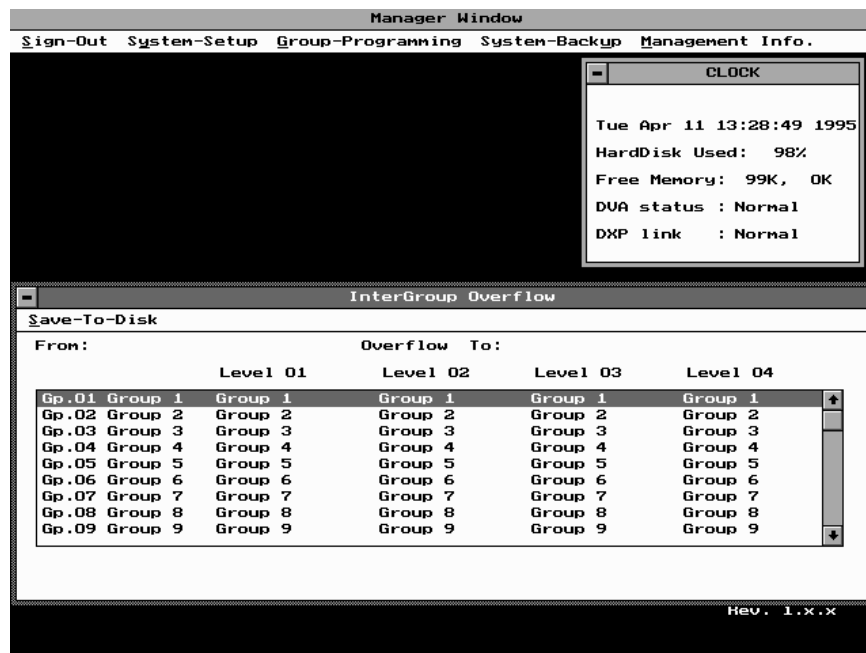 Manager Window
Sign-Out System-Setup Group-Programming System-Backup Management Info.
CLOCK
Tue Apr 11 13:28:49 1995
HardDisk Used: 98%
Free Memory: 99K, OK
DVA status : Normal
DXP link : Normal
InterGroup Overflow
Save-To-Disk
From: Overflow To:
Level 01 Level 02 Level 03 Level 04
Gp.01 Group 1 Group 1 Group 1 Group 1 Group 1
Gp.02 Group 2 Group 2 Group 2 Group 2 Group 2
Gp.03 Group 3 Group 3 Group 3 Group 3 Group 3
Gp.04 Group 4 Group 4 Group 4 Group 4 Group 4
Gp.05 Group 5 Group 5 Group 5 Group 5 Group 5
Gp.06 Group 6 Group 6 Group 6 Group 6 Group 6
Gp.07 Group 7 Group 7 Group 7 Group 7 Group 7
Gp.08 Group 8 Group 8 Group 8 Group 8 Group 8
Gp.09 Group 9 Group 9 Group 9 Group 9 Group 9
Rev. 1.x.x